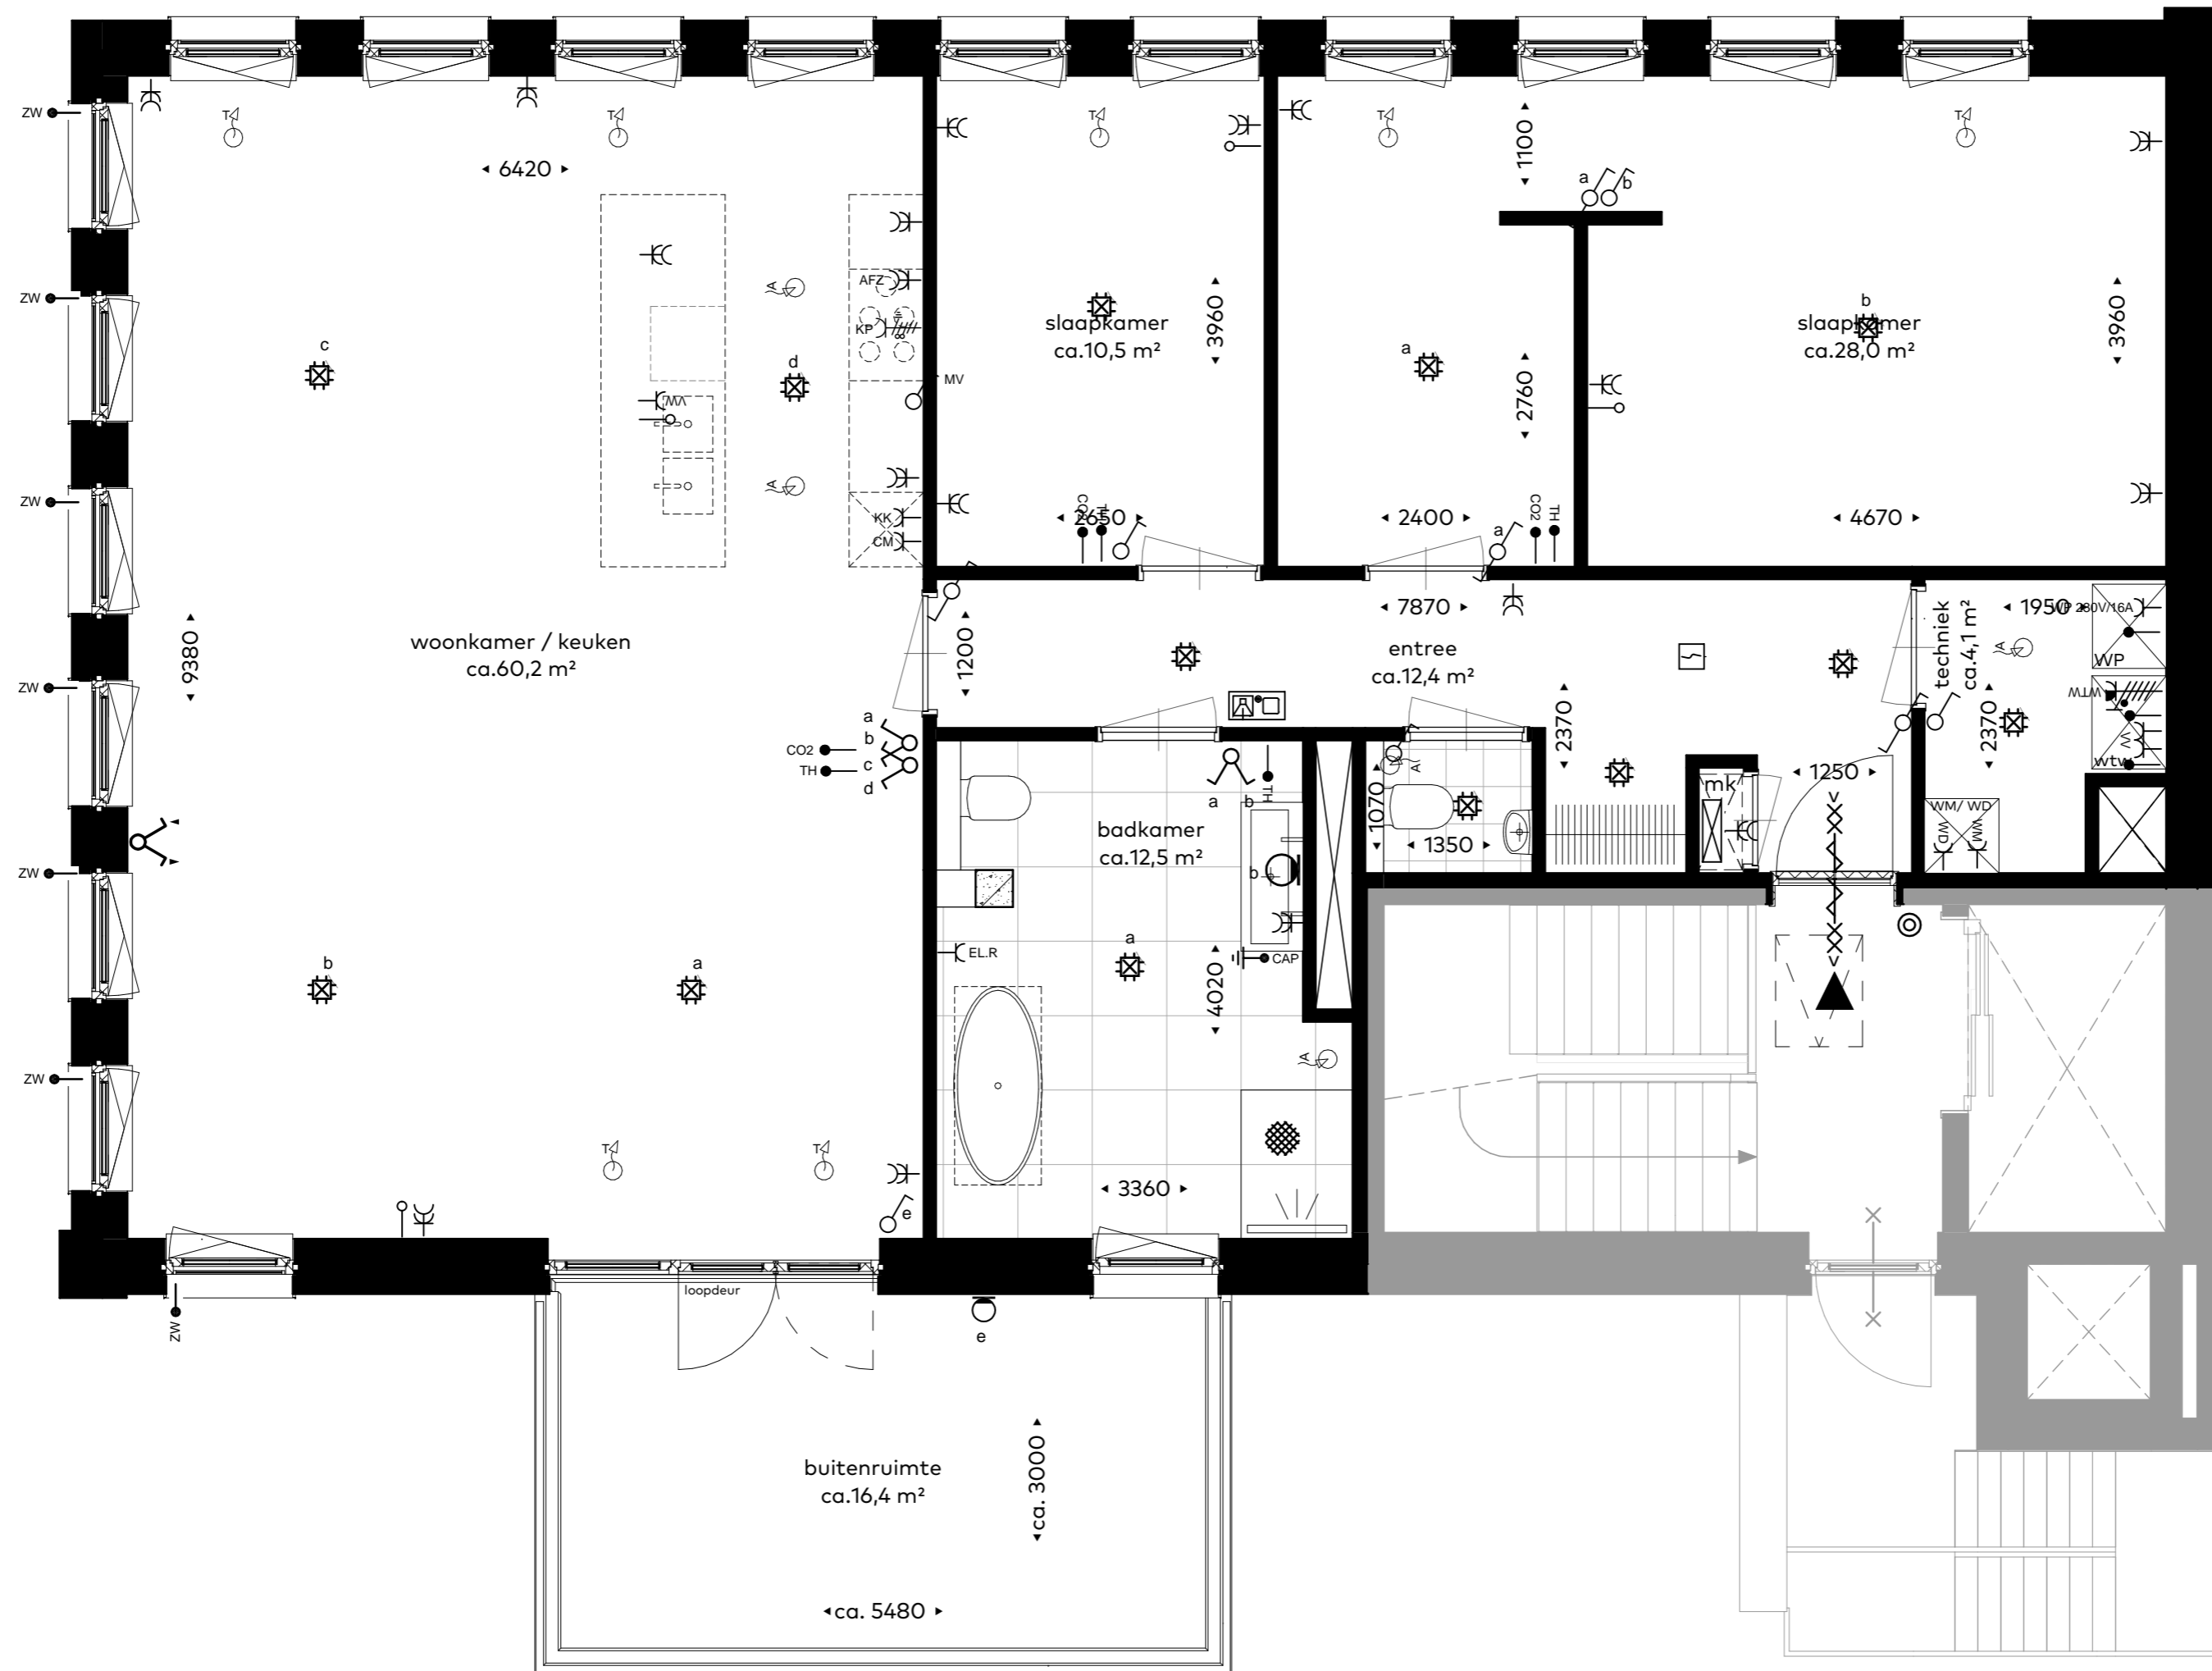 ZW
T
T
T
T
T
6420
1100
a
b
ZW
AFZ
A
KP
8
c
d
MV
VW
A
KK
CM
slaapkamer
ca.10,5 m²
3960
CO2
TH
2650
a
2760
2400
a
CO2
TH
b
slaapkamer
ca.28,0 m²
3960
4670
ZW
ZW
9380
woonkamer / keuken
ca.60,2 m²
1200
7870
entree
ca.12,4 m²
techniek
ca.4,1 m²
1950
WP 230V/16A
A
WP
WTW
VV
wtw
2370
2370
a
b
c
d
CO2
TH
ZW
a
b
TH
badkamer
ca.12,5 m²
b
A
1070
1350
mk
1250
WM/ WD
WD
WM
EL.R
CAP
a
4020
A
3360
b
a
ZW
T
T
e
ZW
loopdeur
e
buitenruimte
ca.16,4 m²
ca. 3000
ca. 5480